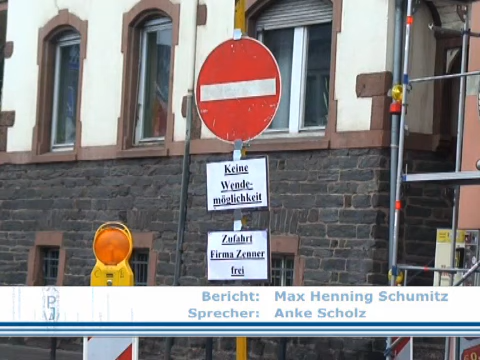 Keine
Wende-
möglichkeit
Zufahrt
Firma Zenner
frei
Bericht: Max Henning Schumitz
Sprecher: Anke Scholz